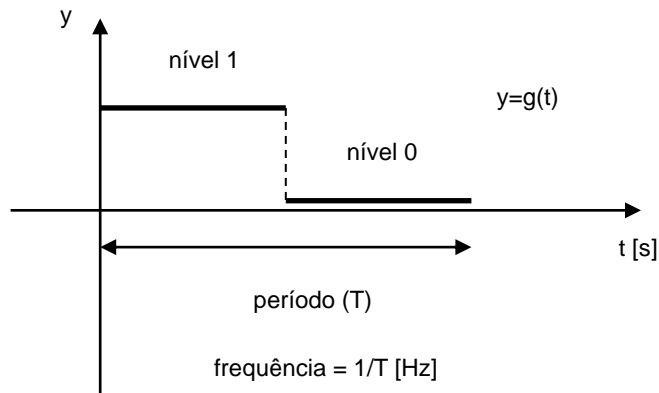 y
nível 1
y=g(t)
nível 0
t [s]
período (T)
frequência = 1/T [Hz]